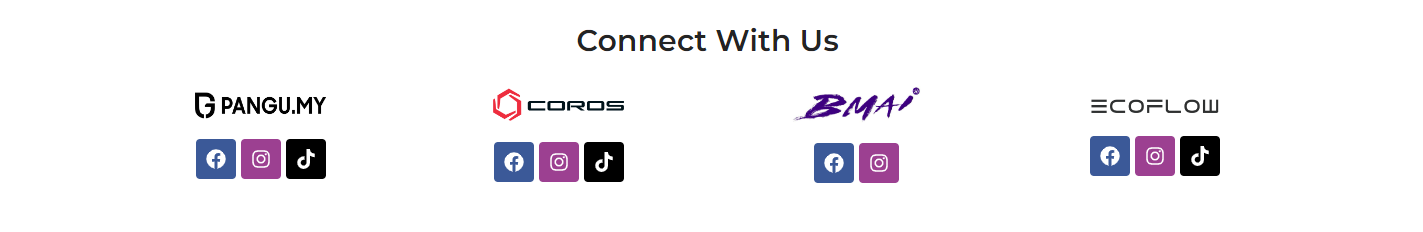 Connect With Us
PANGU.MY
COROS
BMAI
ECOFLOW